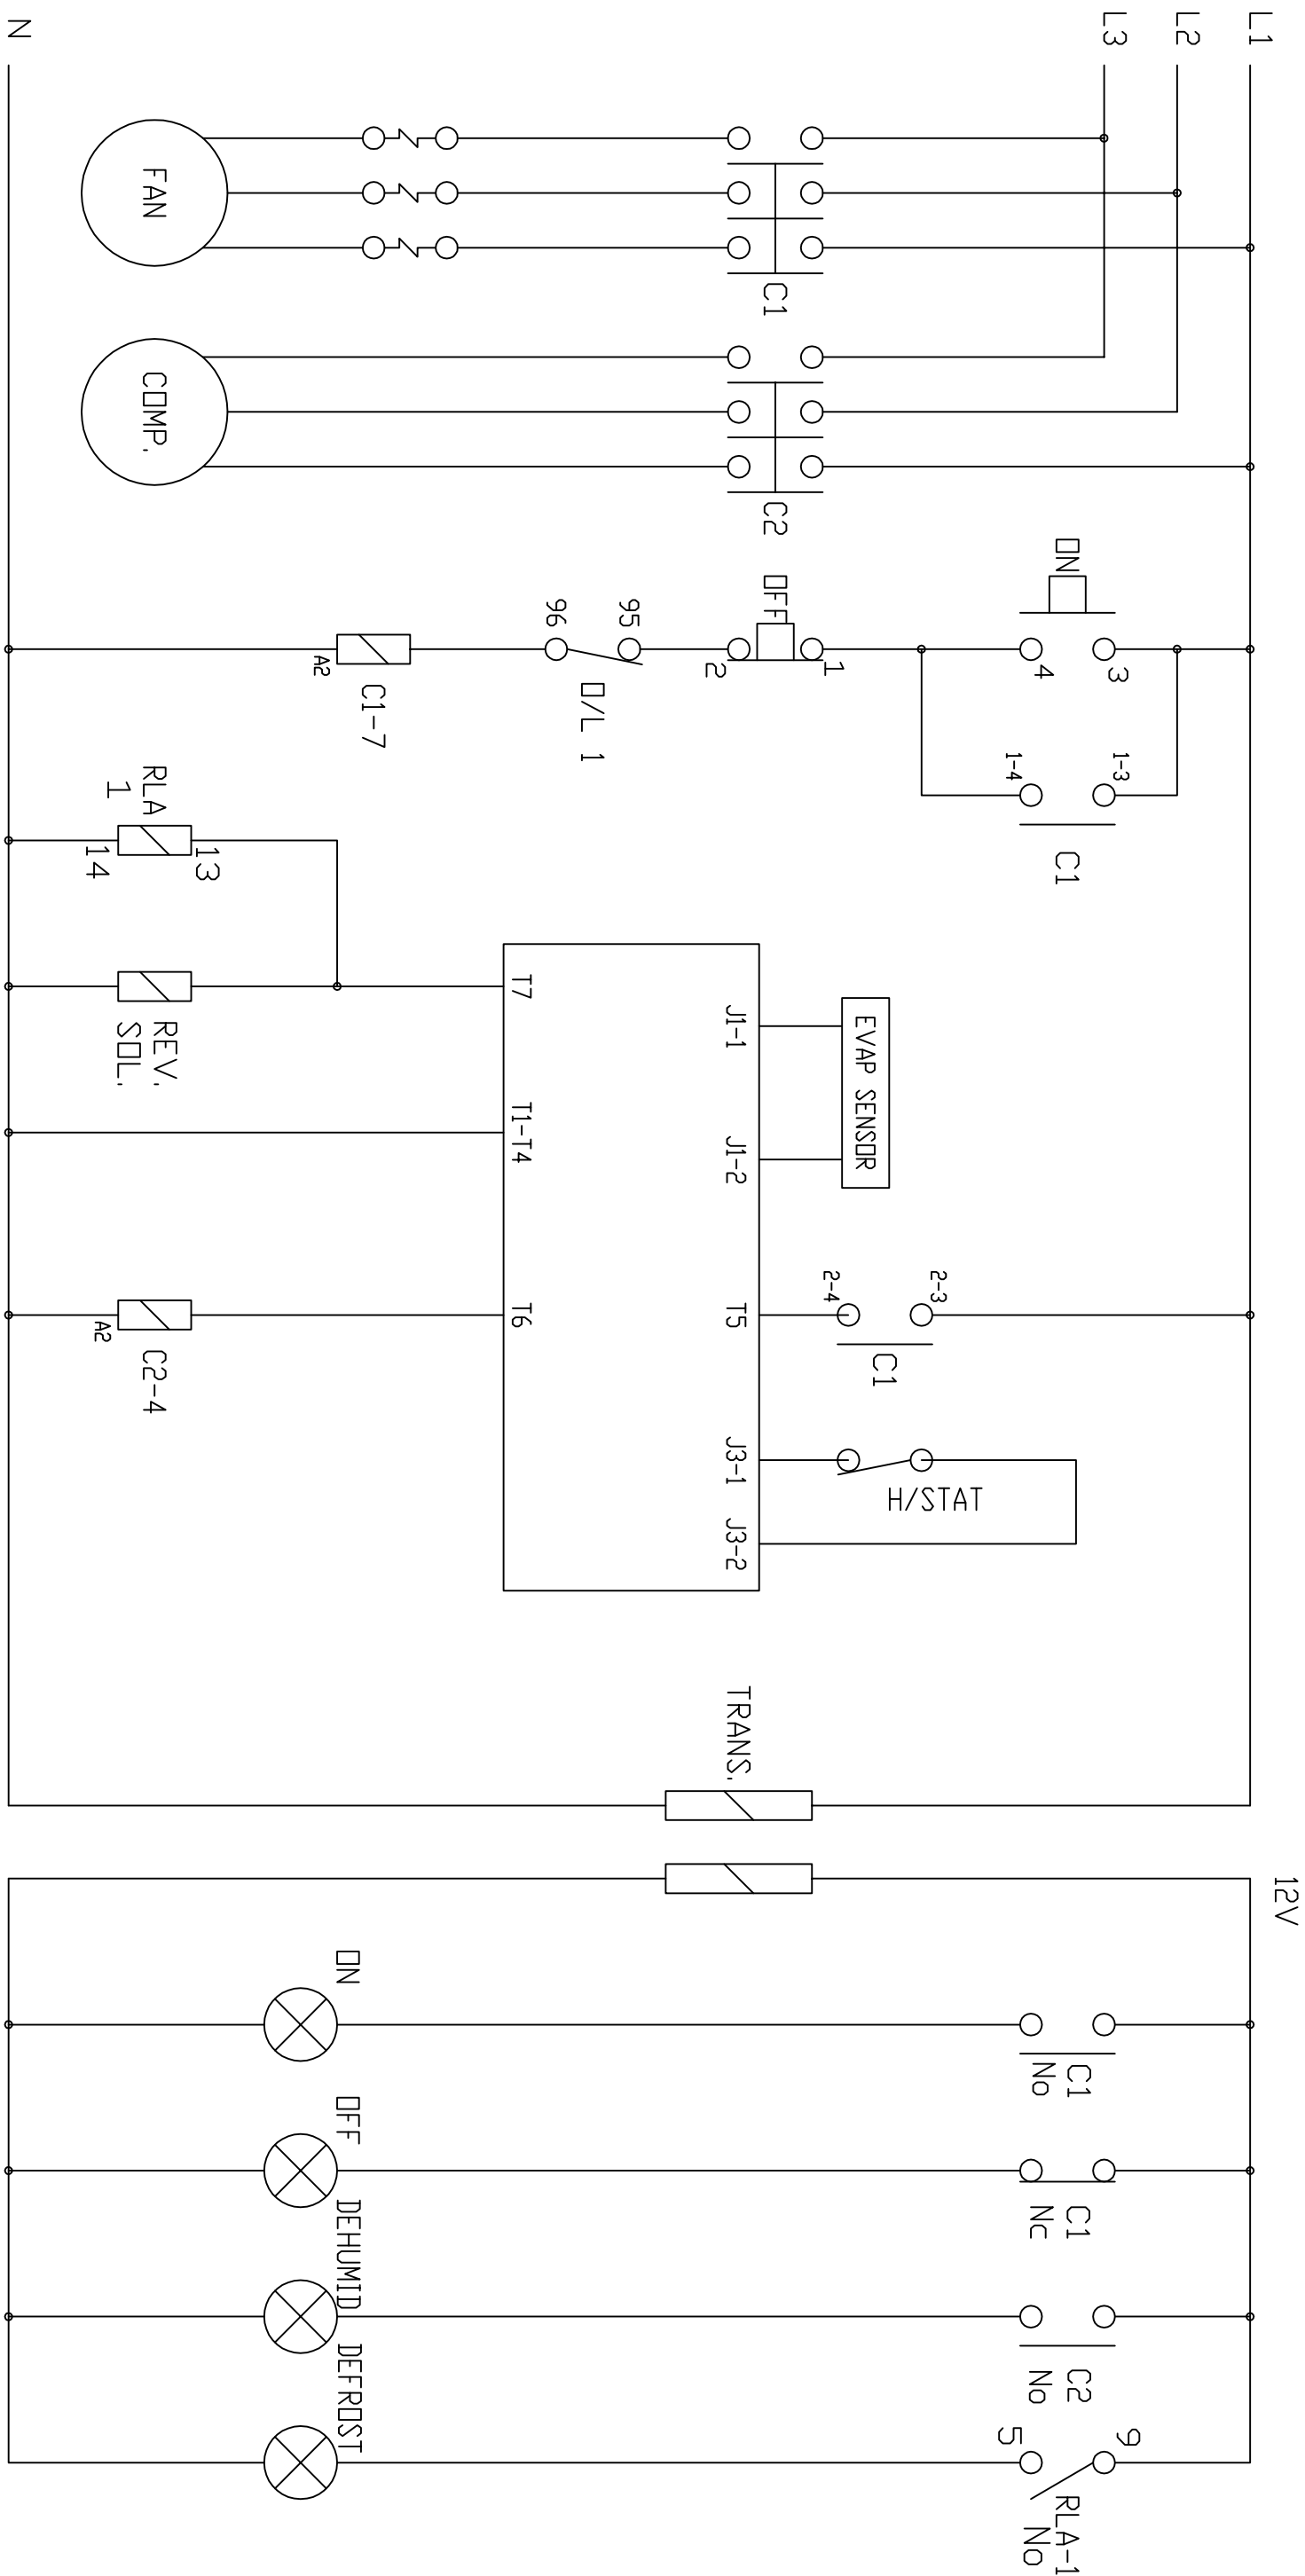 L1
L2
L3
N
FAN
C1
COMP.
C2
ON
3
4
1-3
1-4
C1
OFF
1
2
95
96
O/L 1
C1-7
A2
RLA
1
13
14
REV.
SOL.
T7
T1-T4
T6
J1-1
J1-2
T5
J3-1
J3-2
EVAP SENSOR
2-3
2-4
C1
H/STAT
A2
C2-4
TRANS.
12V
ON
C1
No
OFF
C1
Nc
DEHUMID
C2
No
DEFROST
9
5
RLA-1
No